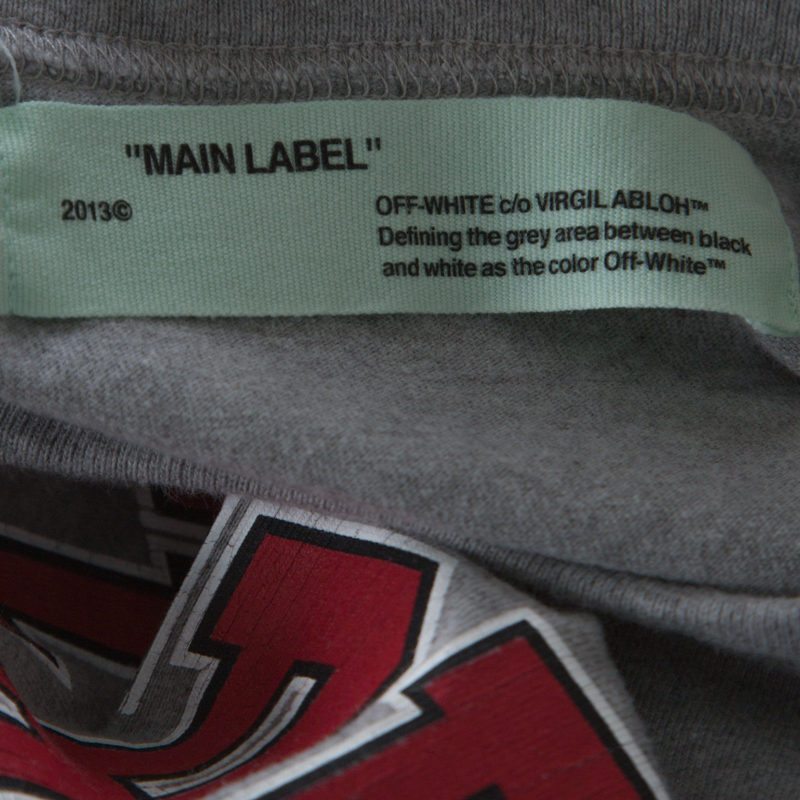 "MAIN LABEL"
2013©
OFF-WHITE c/o VIRGIL ABLOH™
Defining the grey area between black
and white as the color Off-White™